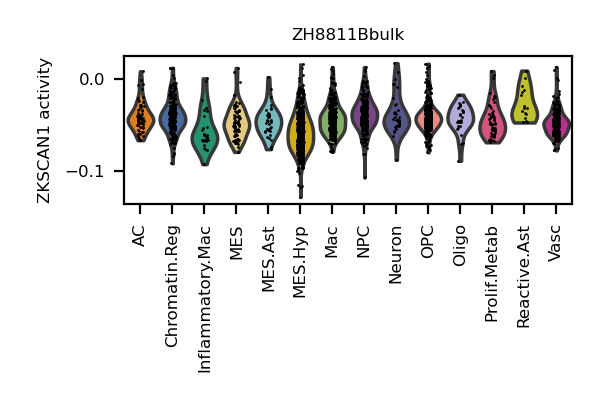 ZH8811Bbulk
ZKSCAN1 activity
0.0
−0.1
AC
Chromatin.Reg
Inflammatory.Mac
MES
MES.Ast
MES.Hyp
Mac
NPC
Neuron
OPC
Oligo
Prolif.Metab
Reactive.Ast
Vasc